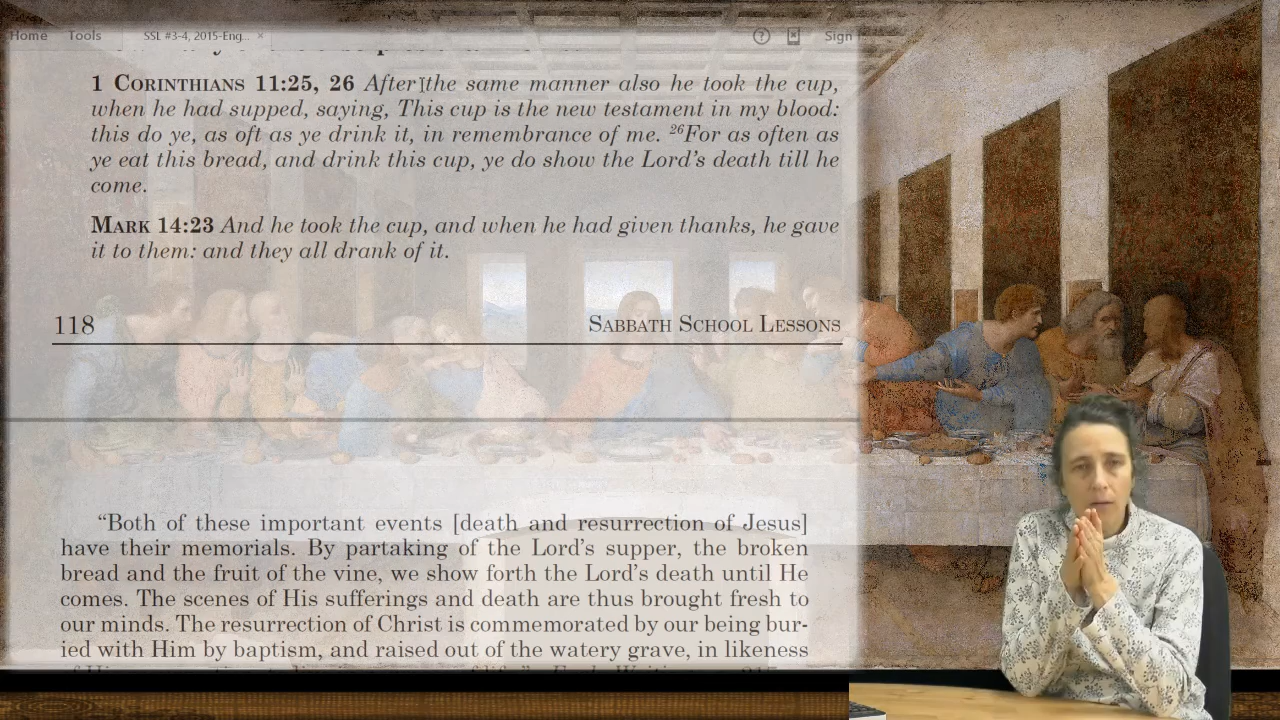 Home Tools SSL #3-4, 2015-Eng... × Sign
1 CORINTHIANS 11:25, 26 After the same manner also he took the cup,
when he had supped, saying, This cup is the new testament in my blood:
this do ye, as oft as ye drink it, in remembrance of me. 26For as often as
ye eat this bread, and drink this cup, ye do show the Lord's death till he
come.
MARK 14:23 And he took the cup, and when he had given thanks, he gave
it to them: and they all drank of it.
118 SABBATH SCHOOL LESSONS
“Both of these important events [death and resurrection of Jesus]
have their memorials. By partaking of the Lord's supper, the broken
bread and the fruit of the vine, we show forth the Lord's death until He
comes. The scenes of His sufferings and death are thus brought fresh to
our minds. The resurrection of Christ is commemorated by our being bur-
ied with Him by baptism, and raised out of the watery grave, in likeness